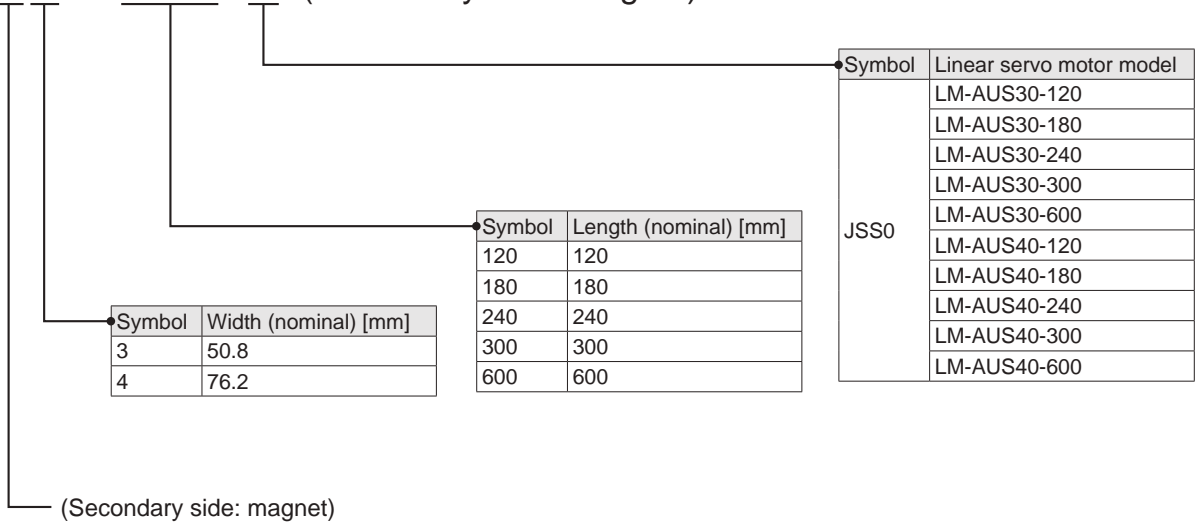 Symbol Linear servo motor model
JSS0
LM-AUS30-120
LM-AUS30-180
LM-AUS30-240
LM-AUS30-300
LM-AUS30-600
LM-AUS40-120
LM-AUS40-180
LM-AUS40-240
LM-AUS40-300
LM-AUS40-600
Symbol Length (nominal) [mm]
120 120
180 180
240 240
300 300
600 600
Symbol Width (nominal) [mm]
3 50.8
4 76.2
(Secondary side: magnet)